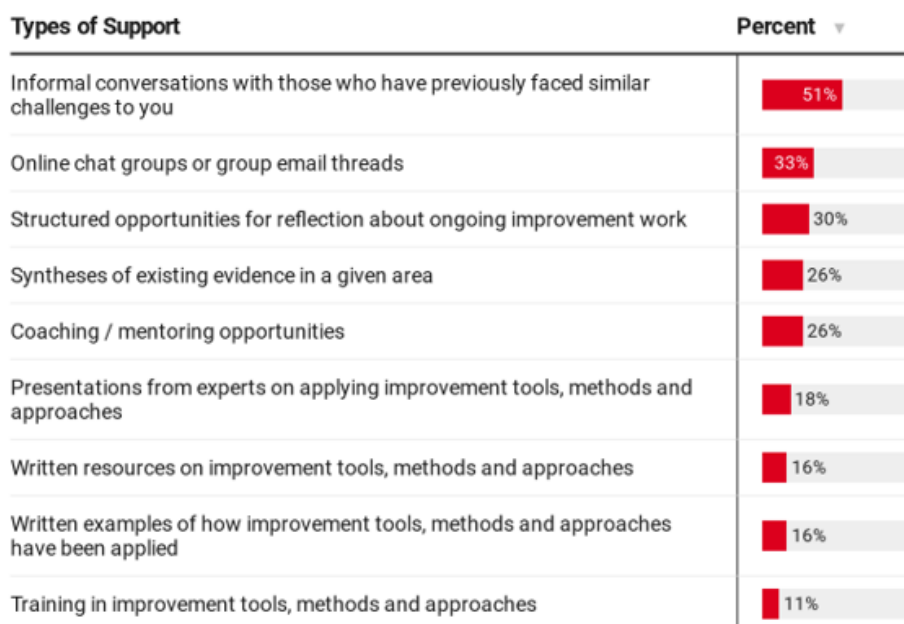 Types of Support Percent ▼
Informal conversations with those who have previously faced similar
challenges to you
51%
Online chat groups or group email threads 33%
Structured opportunities for reflection about ongoing improvement work 30%
Syntheses of existing evidence in a given area 26%
Coaching / mentoring opportunities 26%
Presentations from experts on applying improvement tools, methods and
approaches
18%
Written resources on improvement tools, methods and approaches 16%
Written examples of how improvement tools, methods and approaches
have been applied
16%
Training in improvement tools, methods and approaches 11%